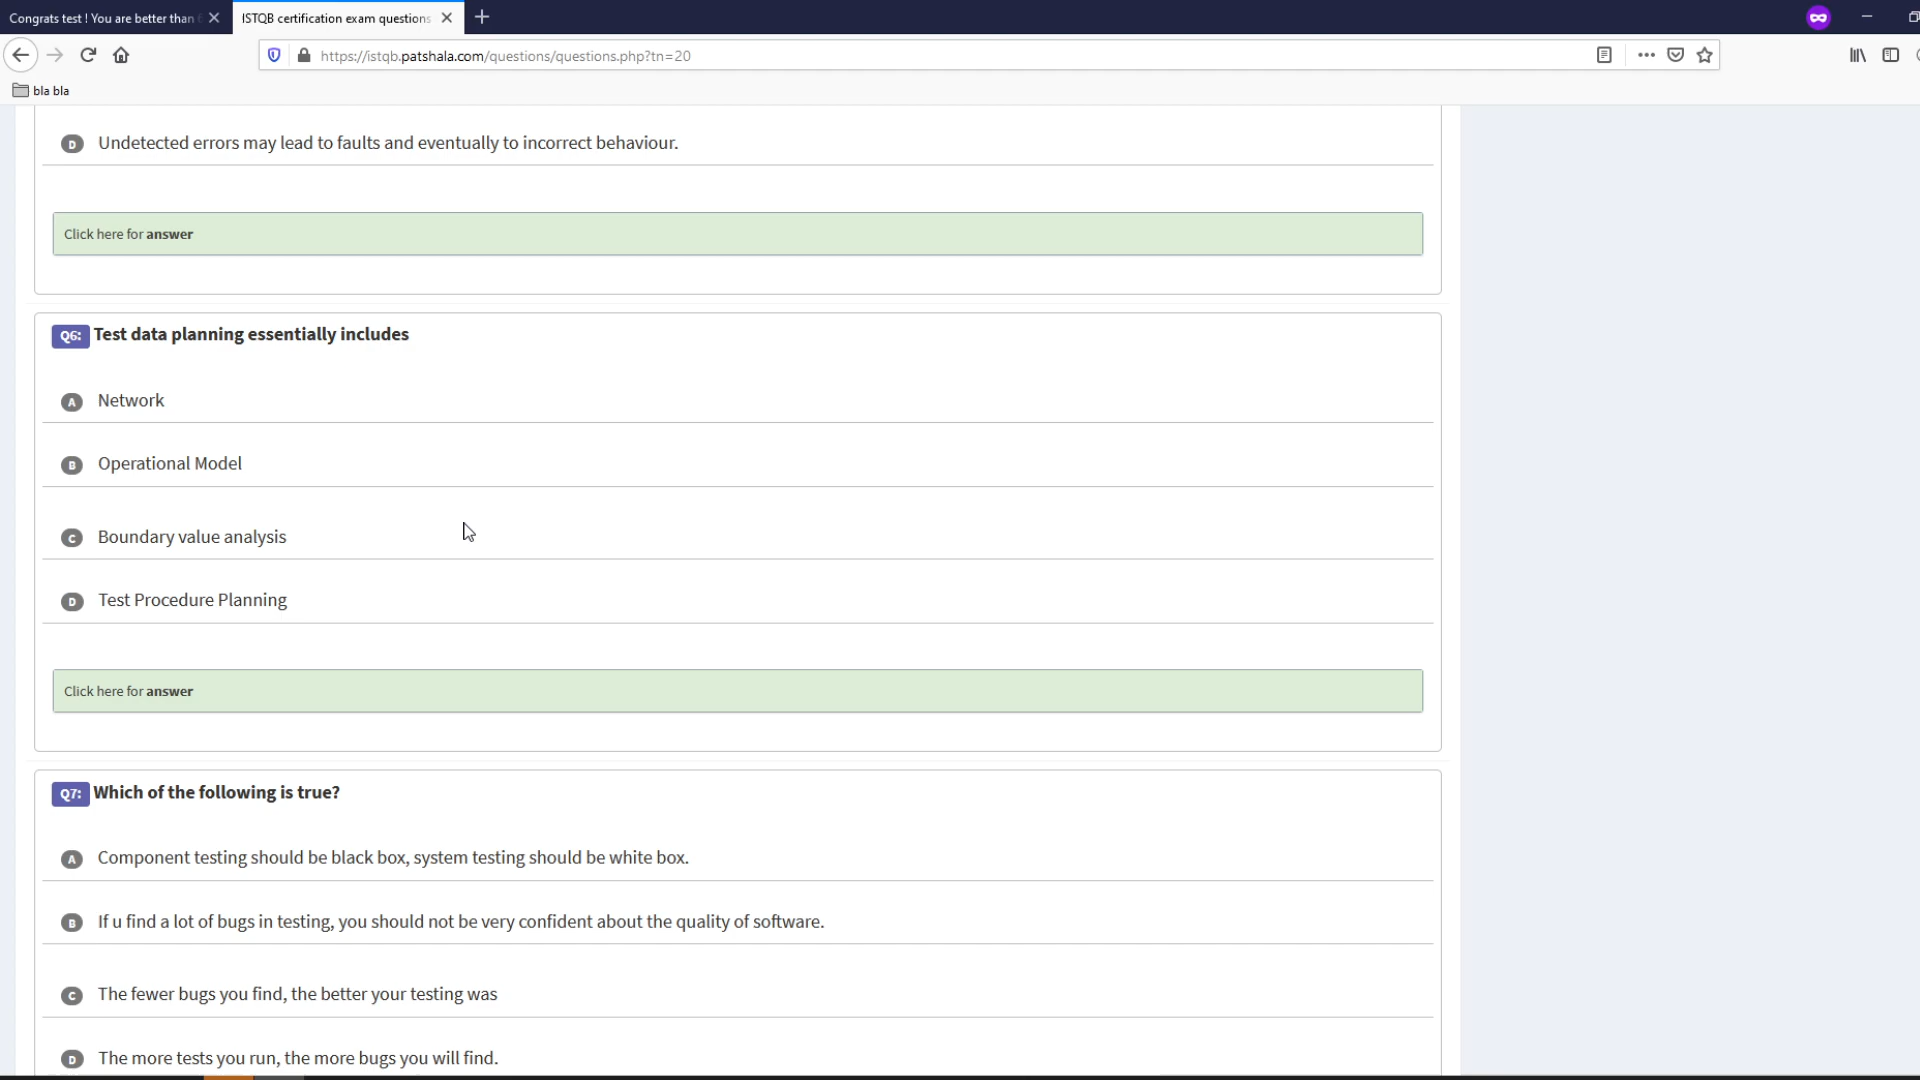 Congrats test ! You are better than
ISTQB certification exam questions
https://istqb.patshala.com/questions/questions.php?tn=20
bla bla
D Undetected errors may lead to faults and eventually to incorrect behaviour.
Click here for answer
Q6: Test data planning essentially includes
A Network
B Operational Model
C Boundary value analysis
D Test Procedure Planning
Click here for answer
Q7: Which of the following is true?
A Component testing should be black box, system testing should be white box.
B If u find a lot of bugs in testing, you should not be very confident about the quality of software.
C The fewer bugs you find, the better your testing was
D The more tests you run, the more bugs you will find.